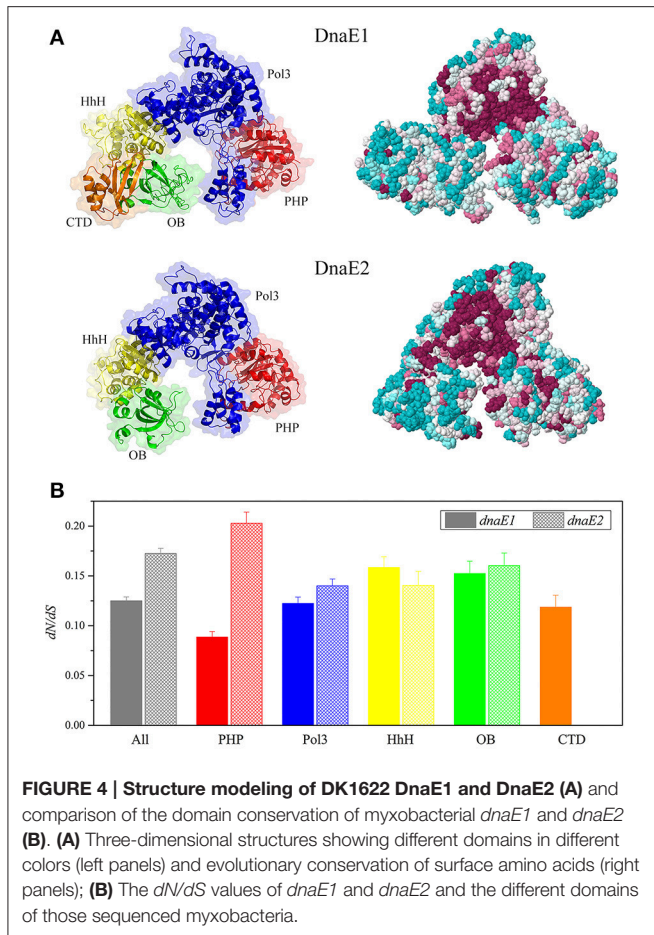 A
DnaE1
Pol3
HhH
PHP
CTD
OB
DnaE2
Pol3
HhH
PHP
OB
B
dnaE1
dnaE2
0.20
0.15
0.10
0.05
0.00
dN/dS
All
PHP
Pol3
HhH
OB
CTD
FIGURE 4 | Structure modeling of DK1622 DnaE1 and DnaE2 (A) and
comparison of the domain conservation of myxobacterial dnaE1 and dnaE2
(B). (A) Three-dimensional structures showing different domains in different
colors (left panels) and evolutionary conservation of surface amino acids (right
panels); (B) The dN/dS values of dnaE1 and dnaE2 and the different domains
of those sequenced myxobacteria.